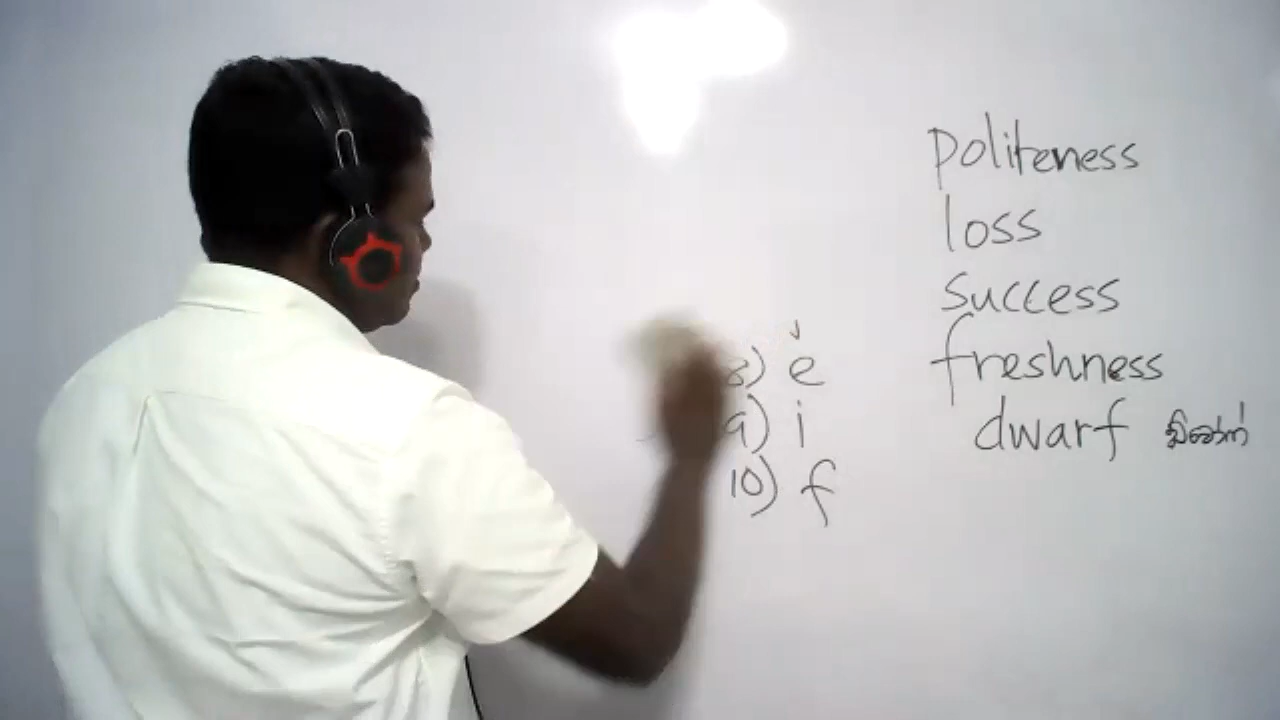 8) e
9) i
10) f
politeness
loss
success
freshness
dwarf